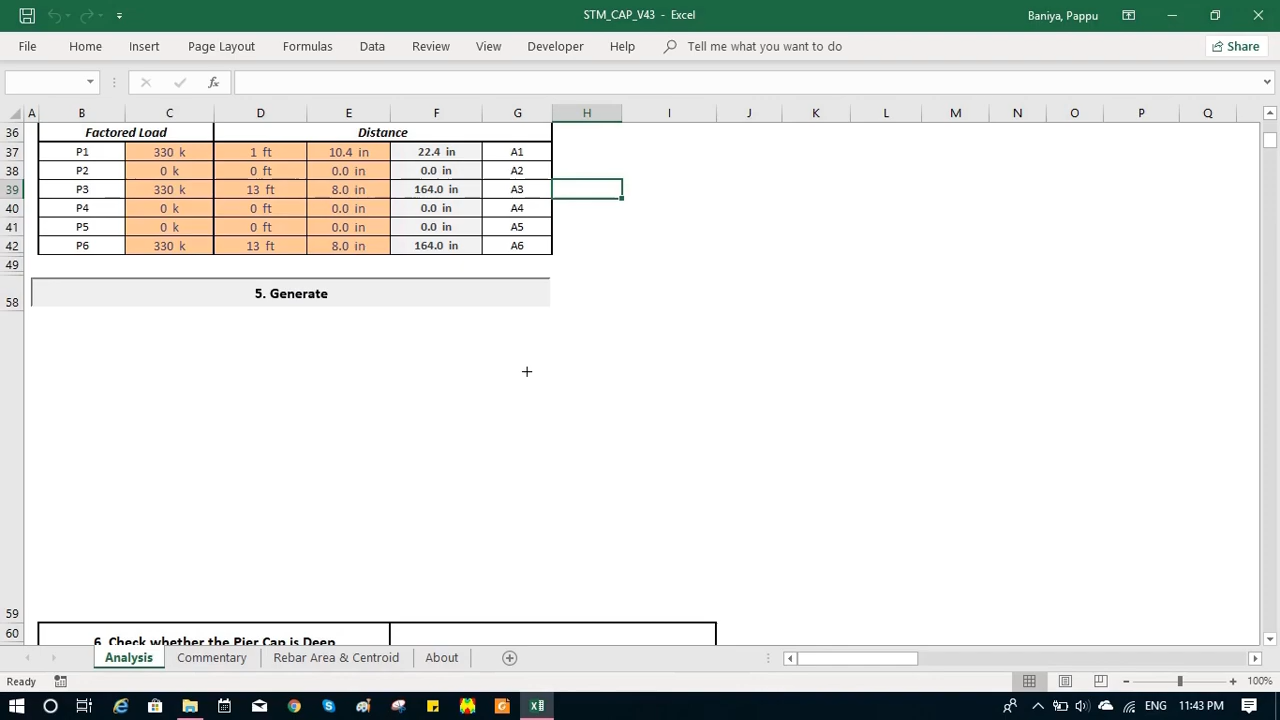 STM_CAP_V43 - Excel
Baniya, Pappu
File Home Insert Page Layout Formulas Data Review View Developer Help Tell me what you want to do Share
fx
A B C D E F G H I J K L M N O P Q
36 Factored Load Distance
37 P1 330 k 1 ft 10.4 in 22.4 in A1
38 P2 0 k 0 ft 0.0 in 0.0 in A2
39 P3 330 k 13 ft 8.0 in 164.0 in A3
40 P4 0 k 0 ft 0.0 in 0.0 in A4
41 P5 0 k 0 ft 0.0 in 0.0 in A5
42 P6 330 k 13 ft 8.0 in 164.0 in A6
49
58 5. Generate
59
60 6. Check whether the Pier Cap is Deep
Analysis Commentary Rebar Area & Centroid About
Ready 100%
ENG 11:43 PM